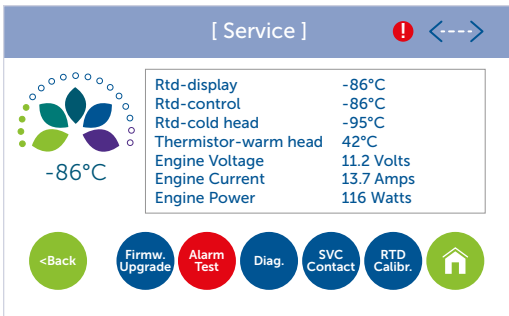 [ Service ]
!
Rtd-display -86°C
Rtd-control -86°C
Rtd-cold head -95°C
Thermistor-warm head 42°C
Engine Voltage 11.2 Volts
Engine Current 13.7 Amps
Engine Power 116 Watts
-86°C
<Back
Firmw.
Upgrade
Alarm
Test
Diag.
SVC
Contact
RTD
Calibr.